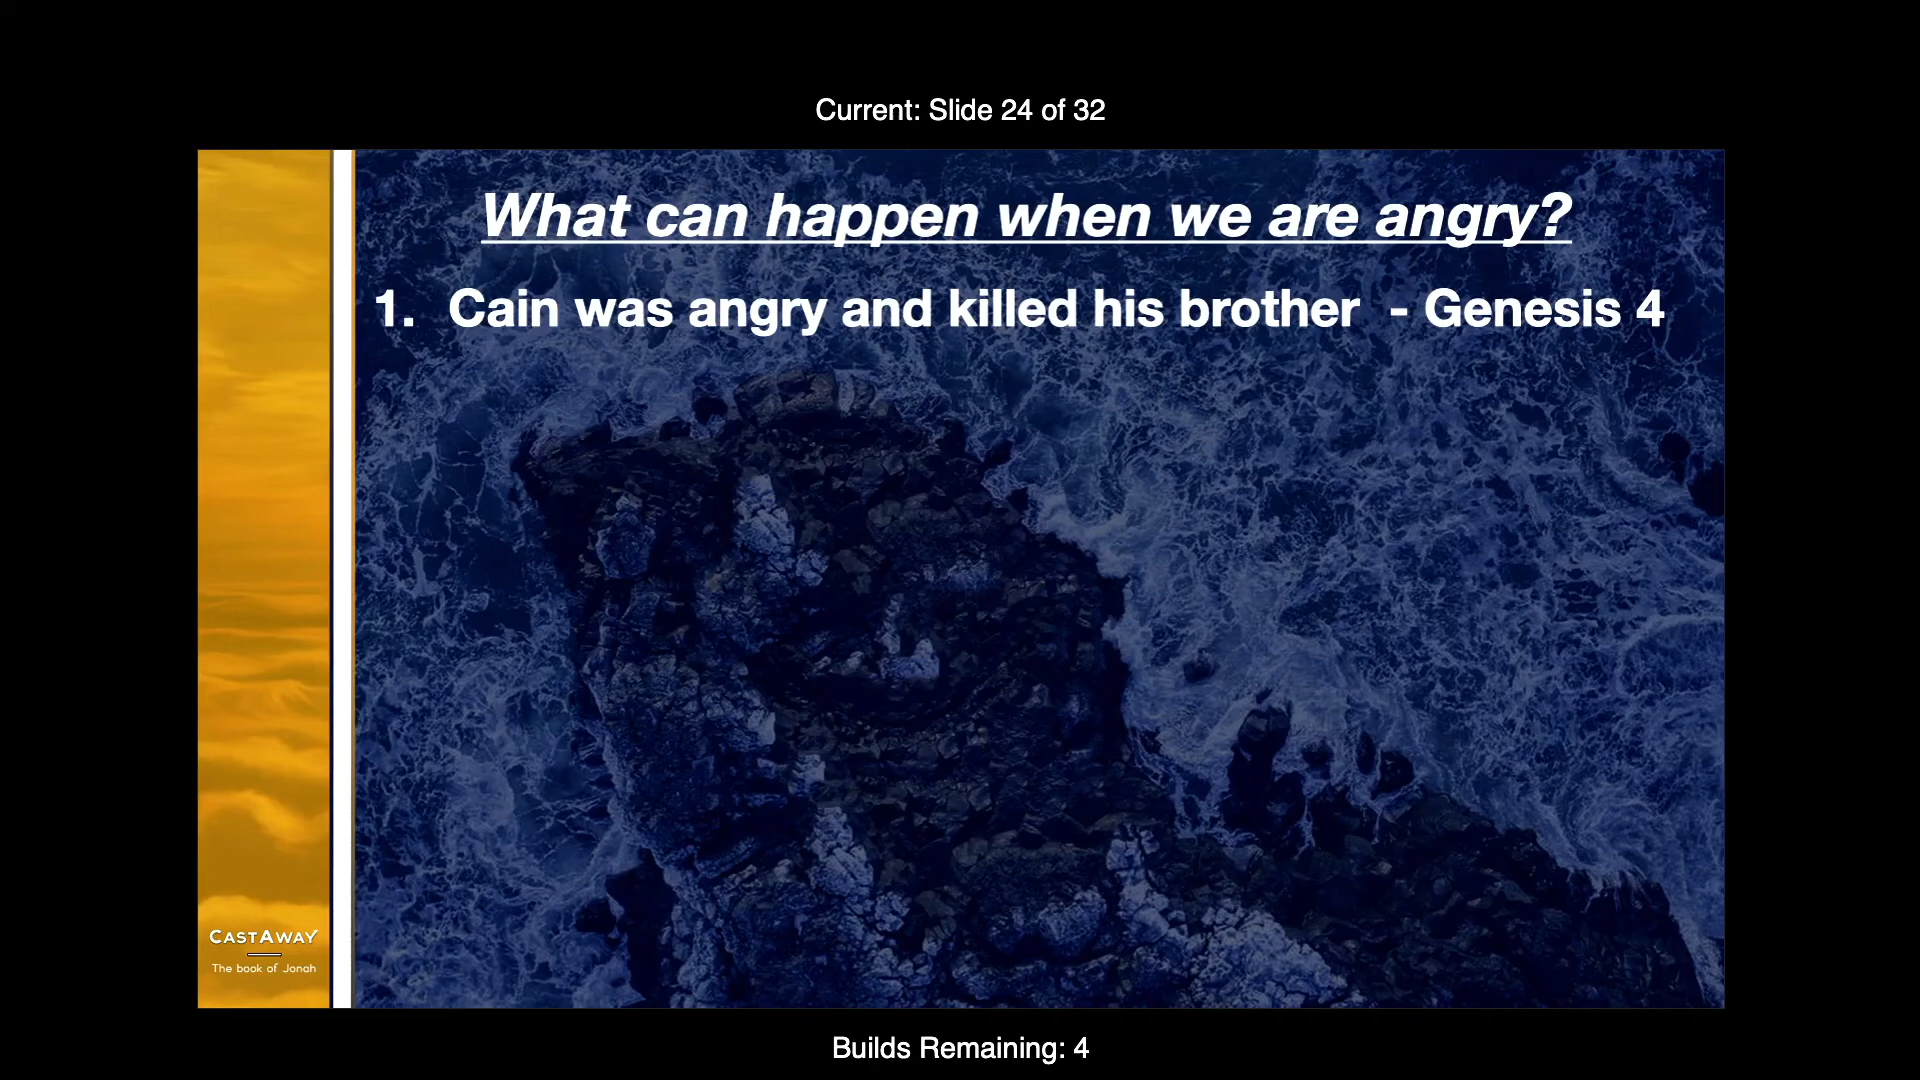 Current: Slide 24 of 32
What can happen when we are angry?
1. Cain was angry and killed his brother - Genesis 4
CASTAWAY
The book of Jonah
Builds Remaining: 4